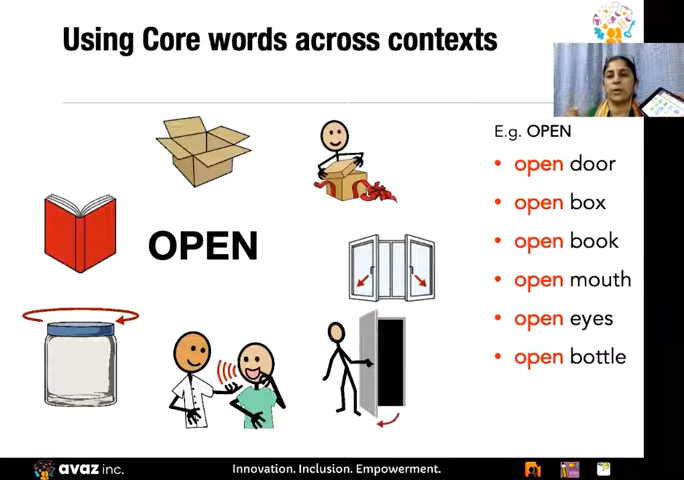 Using Core words across contexts
OPEN
E.g. OPEN
• open door
• open box
• open book
• open mouth
• open eyes
• open bottle
avaz inc.
Innovation. Inclusion. Empowerment.